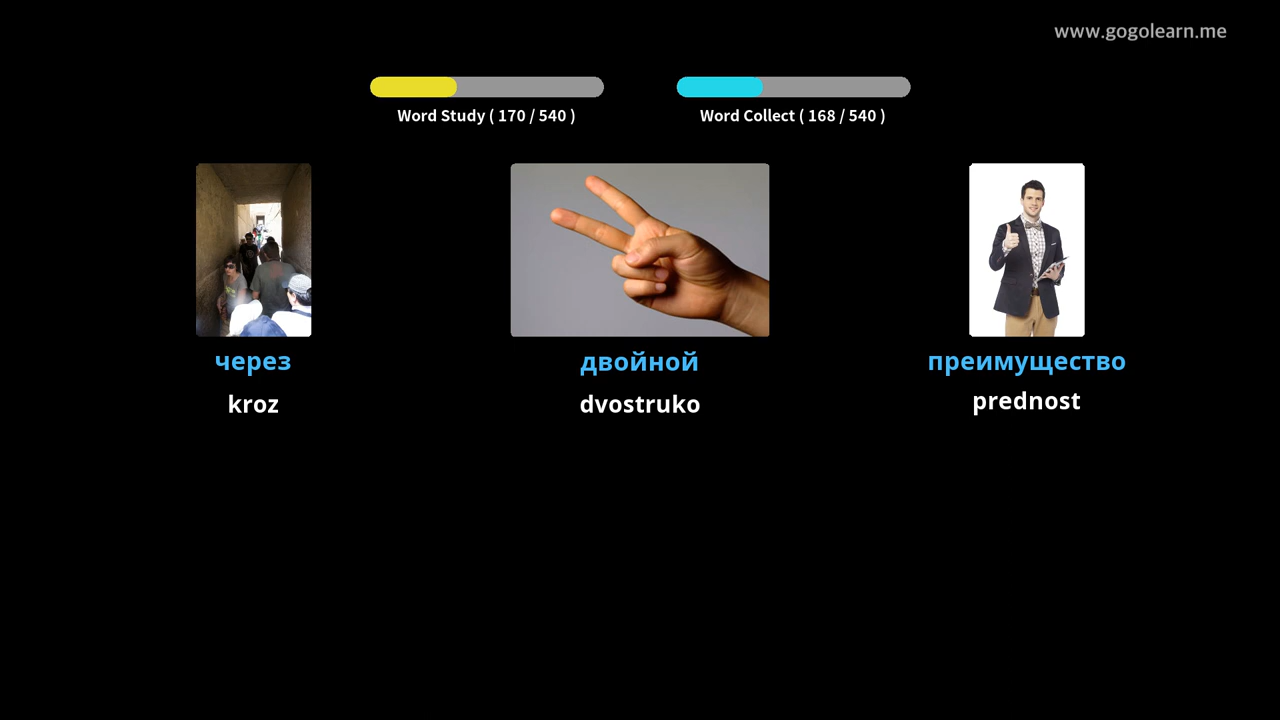 www.gogolearn.me
Word Study ( 170 / 540 )
Word Collect ( 168 / 540 )
через
двойной
преимущество
kroz
dvostruko
prednost